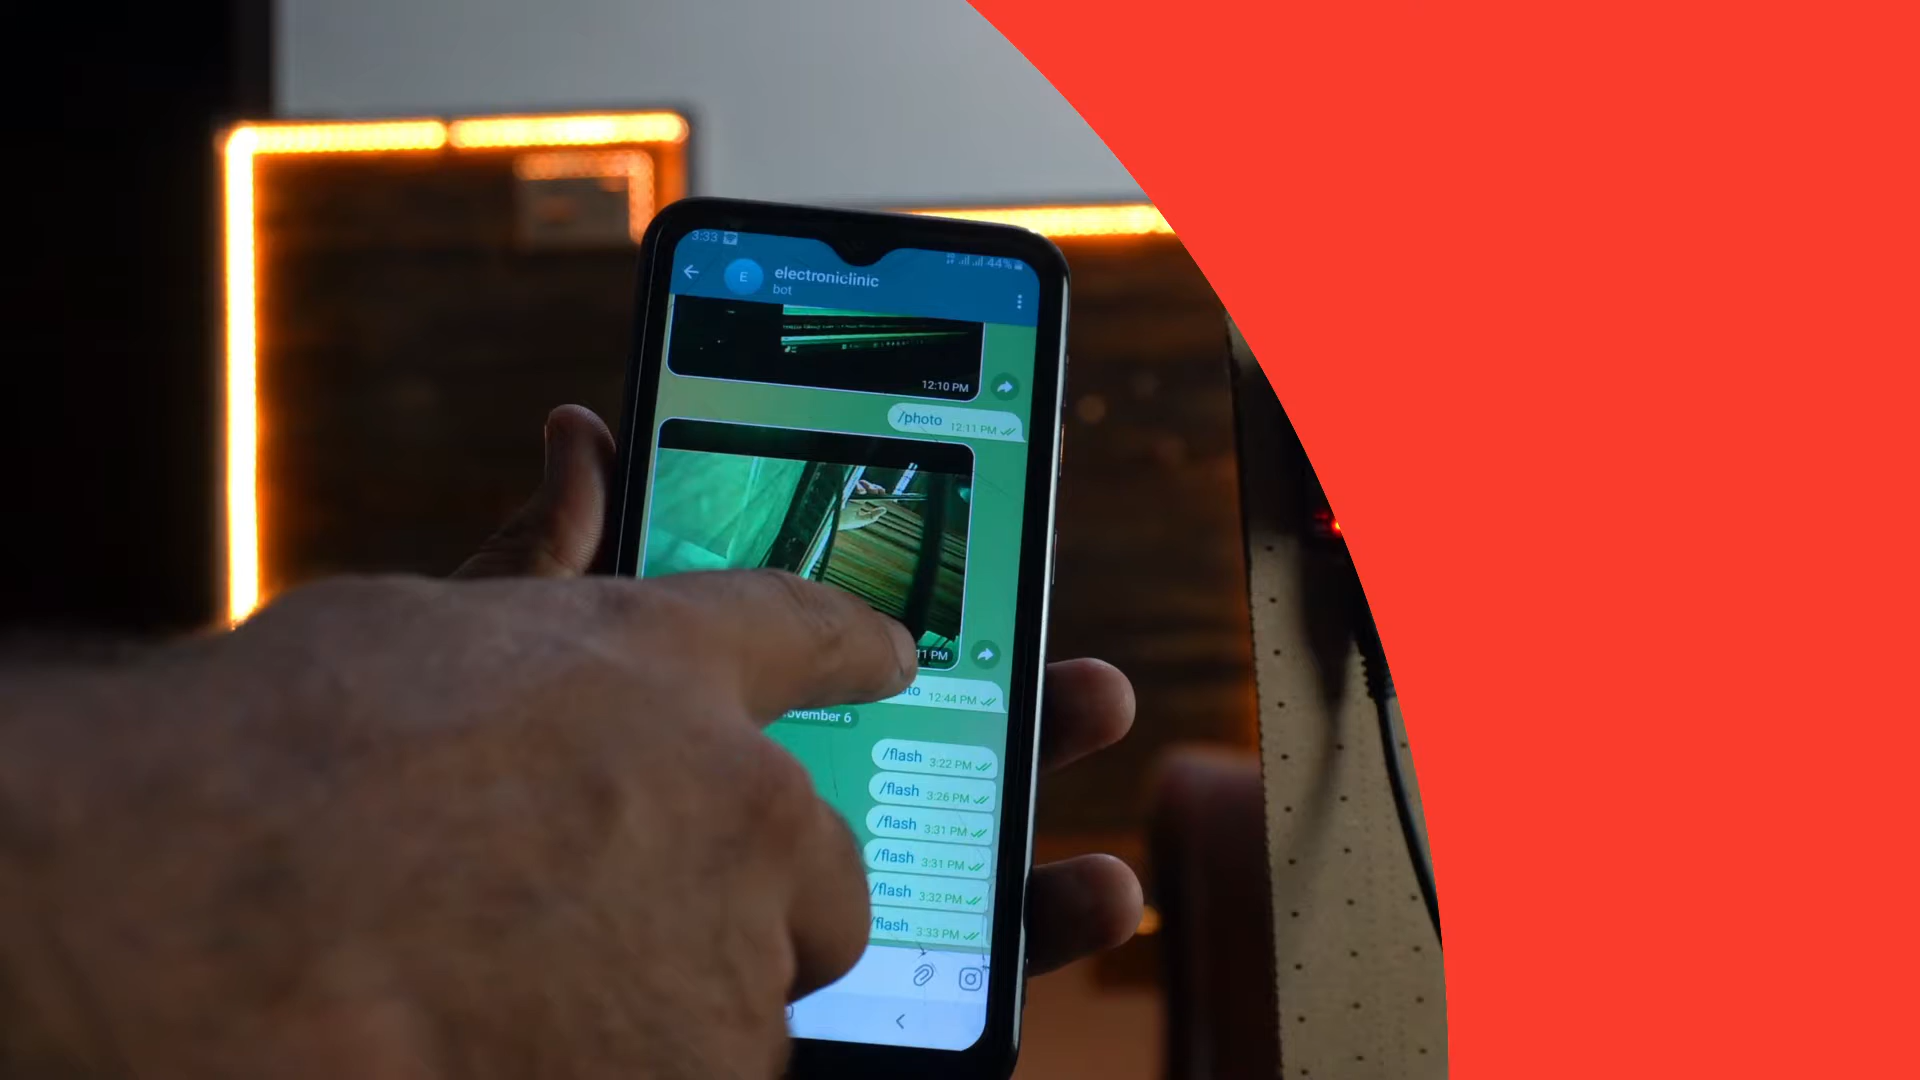 3:33
44%
E
electroniclinic
bot
12:10 PM
/photo 12:11 PM
11 PM
oto 12:44 PM
ovember 6
/flash 3:22 PM
/flash 3:26 PM
/flash 3:31 PM
/flash 3:31 PM
/flash 3:32 PM
/flash 3:33 PM